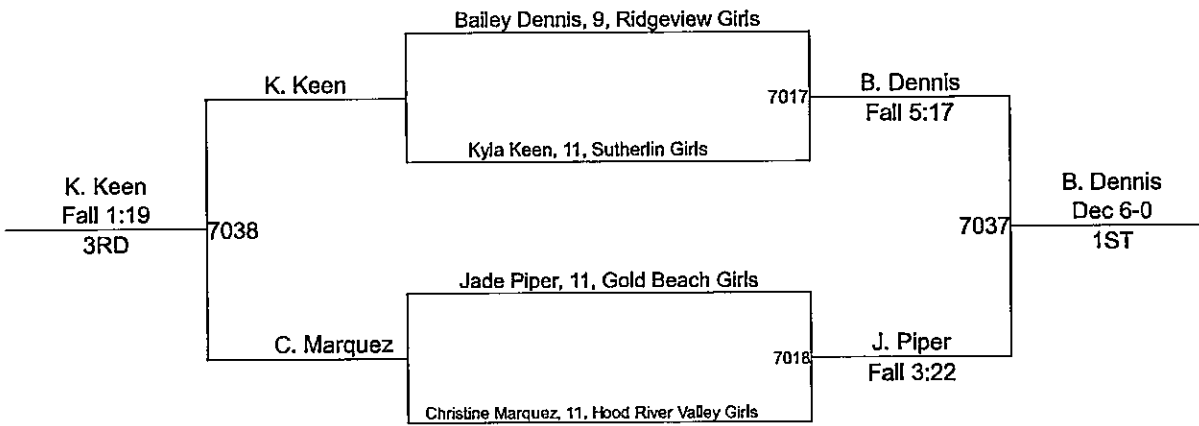 Bailey Dennis, 9, Ridgeview Girls
K. Keen
7017
B. Dennis
Fall 5:17
Kyla Keen, 11, Sutherlin Girls
K. Keen
Fall 1:19
3RD
7038
7037
B. Dennis
Dec 6-0
1ST
Jade Piper, 11, Gold Beach Girls
C. Marquez
7018
J. Piper
Fall 3:22
Christine Marquez, 11, Hood River Valley Girls